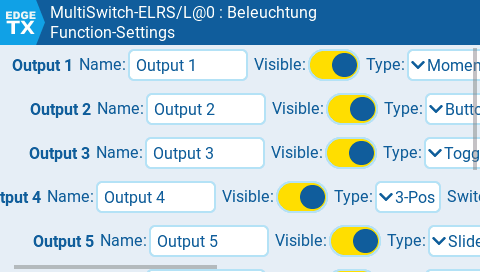 EDGE
TX
MultiSwitch-ELRS/L@0 : Beleuchtung
Function-Settings
Output 1 Name: Output 1 Visible: Type: Momen
Output 2 Name: Output 2 Visible: Type: Butto
Output 3 Name: Output 3 Visible: Type: Togg
tput 4 Name: Output 4 Visible: Type: 3-Pos Swit
Output 5 Name: Output 5 Visible: Type: Slide